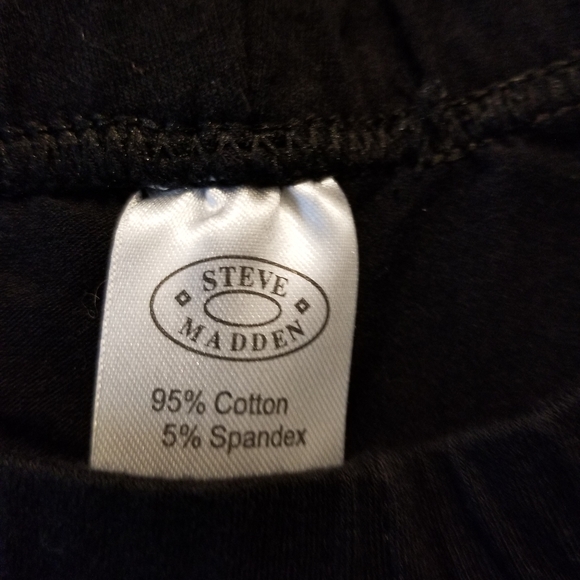 STEVE
MADDEN
95% Cotton
5% Spandex